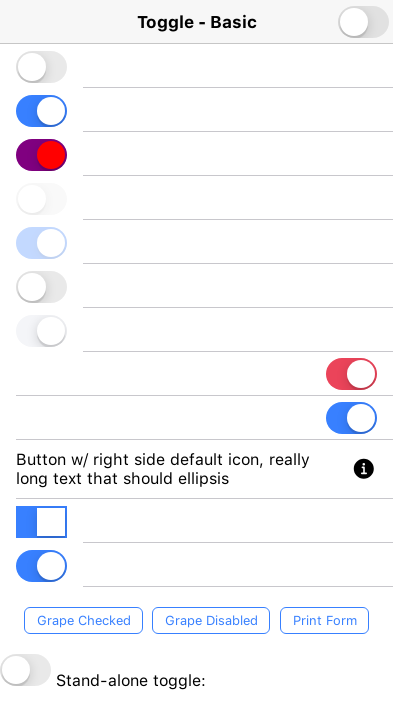 Toggle - Basic
Button w/ right side default icon, really
long text that should ellipsis
Grape Checked
Grape Disabled
Print Form
Stand-alone toggle: